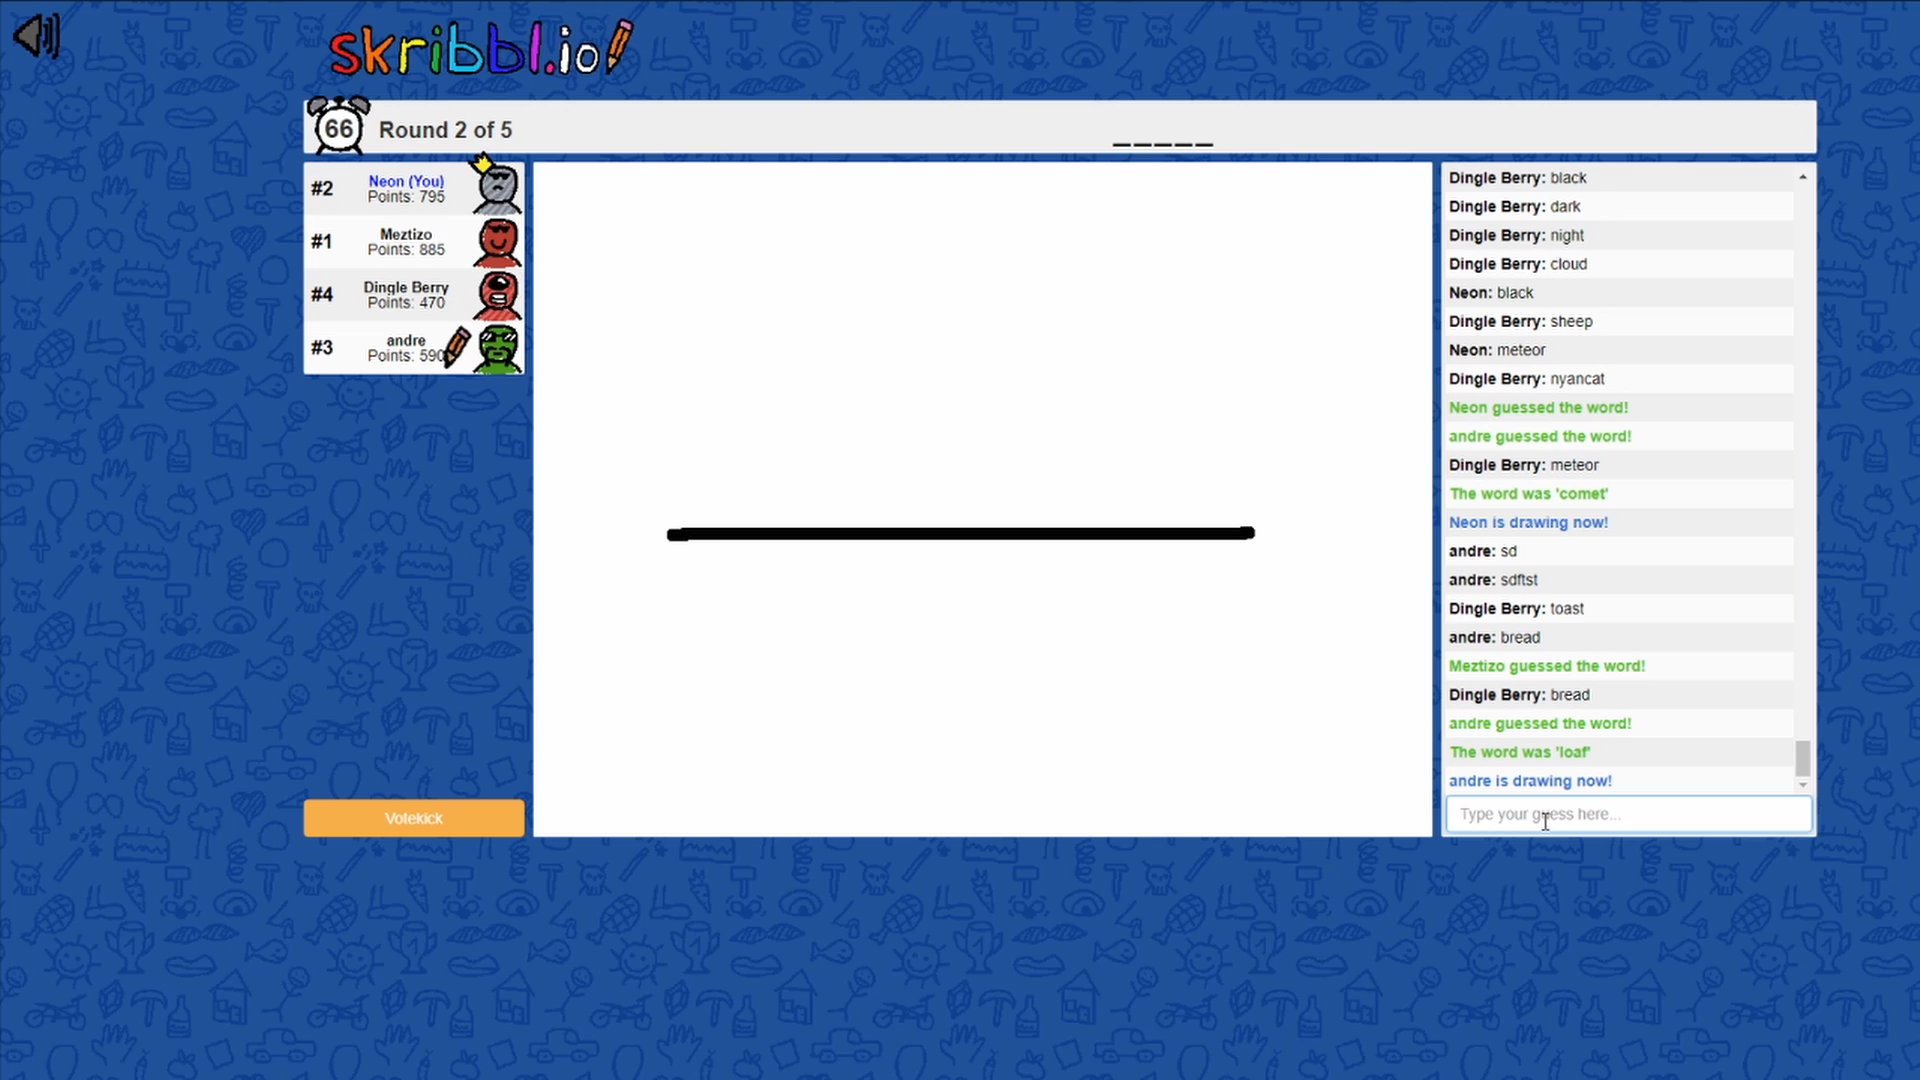 skribbl.io
66
Round 2 of 5
_____
#2
Neon (You)
Points: 795
#1
Meztizo
Points: 885
#4
Dingle Berry
Points: 470
#3
andre
Points: 590
Votekick
Dingle Berry: black
Dingle Berry: dark
Dingle Berry: night
Dingle Berry: cloud
Neon: black
Dingle Berry: sheep
Neon: meteor
Dingle Berry: nyancat
Neon guessed the word!
andre guessed the word!
Dingle Berry: meteor
The word was 'comet'
Neon is drawing now!
andre: sd
andre: sdftst
Dingle Berry: toast
andre: bread
Meztizo guessed the word!
Dingle Berry: bread
andre guessed the word!
The word was 'loaf'
andre is drawing now!
Type your guess here...